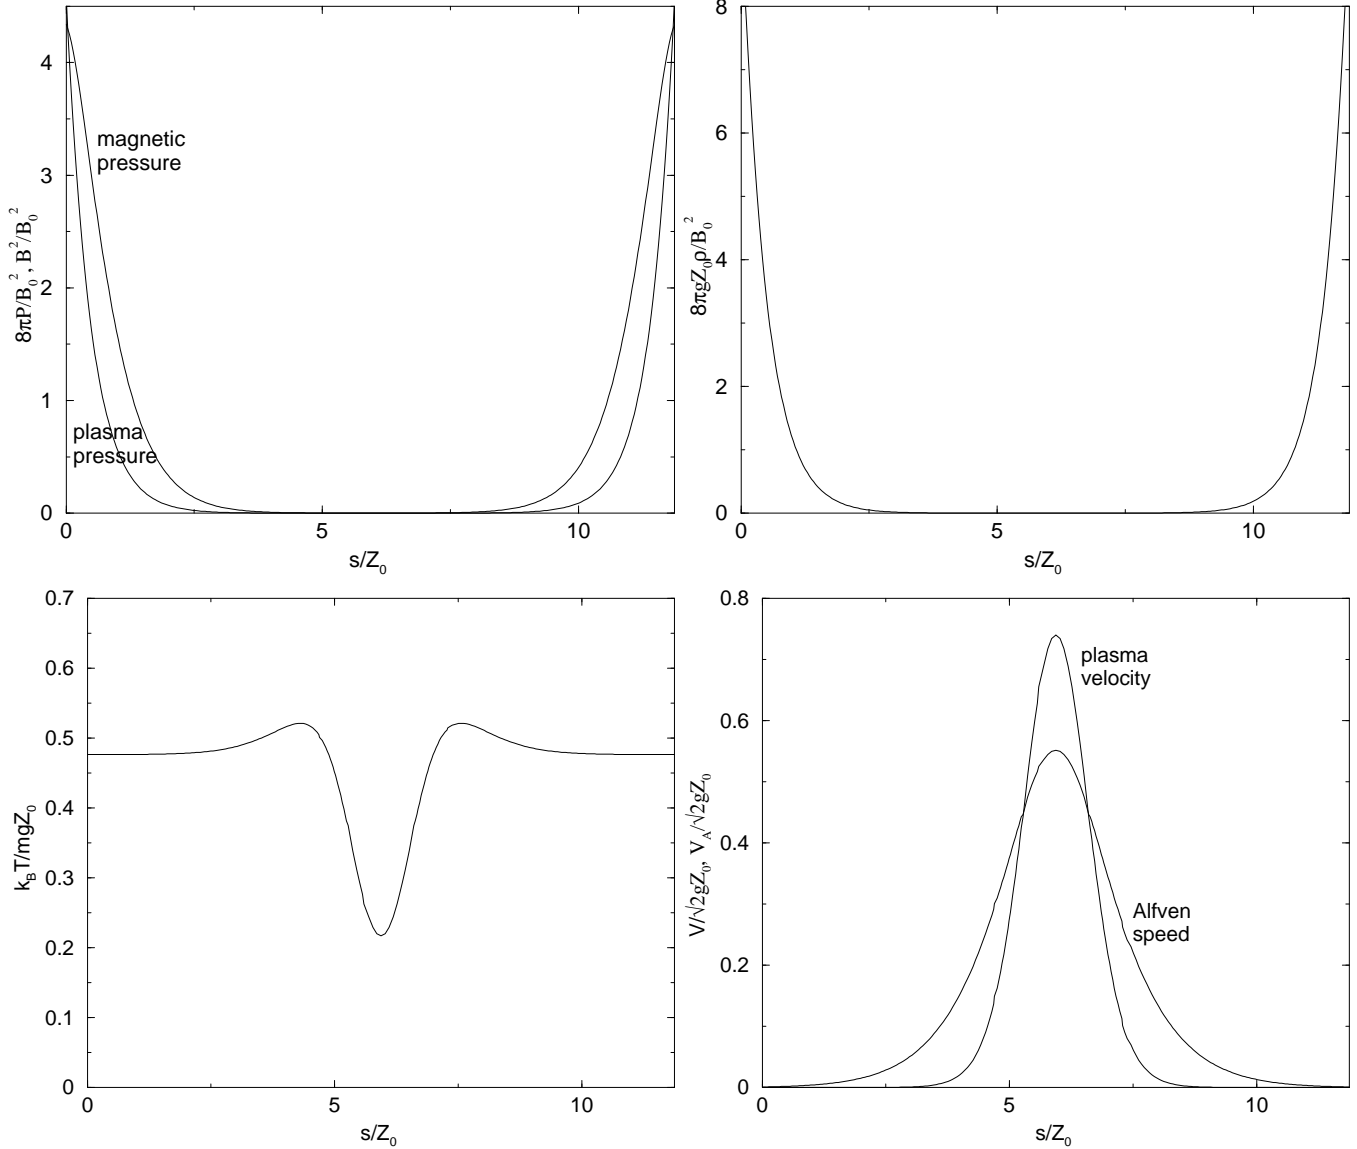 4
3
2
1
0
0
5
10
magnetic
pressure
plasma
pressure
8πP/B₀², B²/B₀²
s/Z₀
8
6
4
2
0
0
5
10
8πgZ₀ρ/B₀²
s/Z₀
0.7
0.6
0.5
0.4
0.3
0.2
0.1
0
0
5
10
k_BT/mgZ₀
s/Z₀
0.8
0.6
0.4
0.2
0
0
5
10
plasma
velocity
Alfven
speed
V/√2gZ₀, V_A/√2gZ₀
s/Z₀